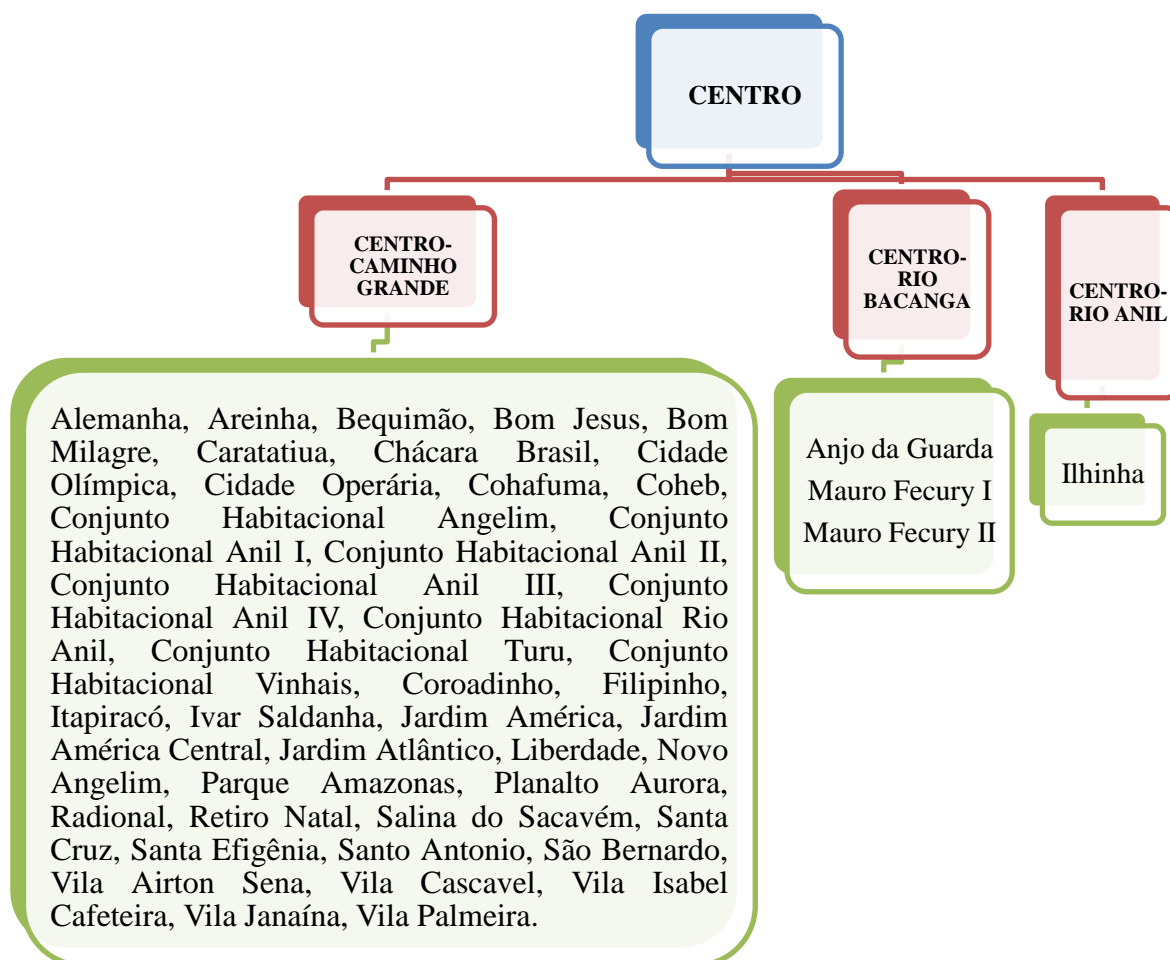 CENTRO
CENTRO-
CAMINHO
GRANDE
CENTRO-
RIO
BACANGA
CENTRO-
RIO ANIL
Alemanha, Areinha, Bequimão, Bom Jesus, Bom
Milagre, Caratatiua, Chácara Brasil, Cidade
Olímpica, Cidade Operária, Cohafuma, Coheb,
Conjunto Habitacional Angelim, Conjunto
Habitacional Anil I, Conjunto Habitacional Anil II,
Conjunto Habitacional Anil III, Conjunto
Habitacional Anil IV, Conjunto Habitacional Rio
Anil, Conjunto Habitacional Turu, Conjunto
Habitacional Vinhais, Coroadinho, Filipinho,
Itapiracó, Ivar Saldanha, Jardim América, Jardim
América Central, Jardim Atlântico, Liberdade, Novo
Angelim, Parque Amazonas, Planalto Aurora,
Radional, Retiro Natal, Salina do Sacavém, Santa
Cruz, Santa Efigênia, Santo Antonio, São Bernardo,
Vila Airton Sena, Vila Cascavel, Vila Isabel
Cafeteira, Vila Janaína, Vila Palmeira.
Anjo da Guarda
Mauro Fecury I
Mauro Fecury II
Ilhinha